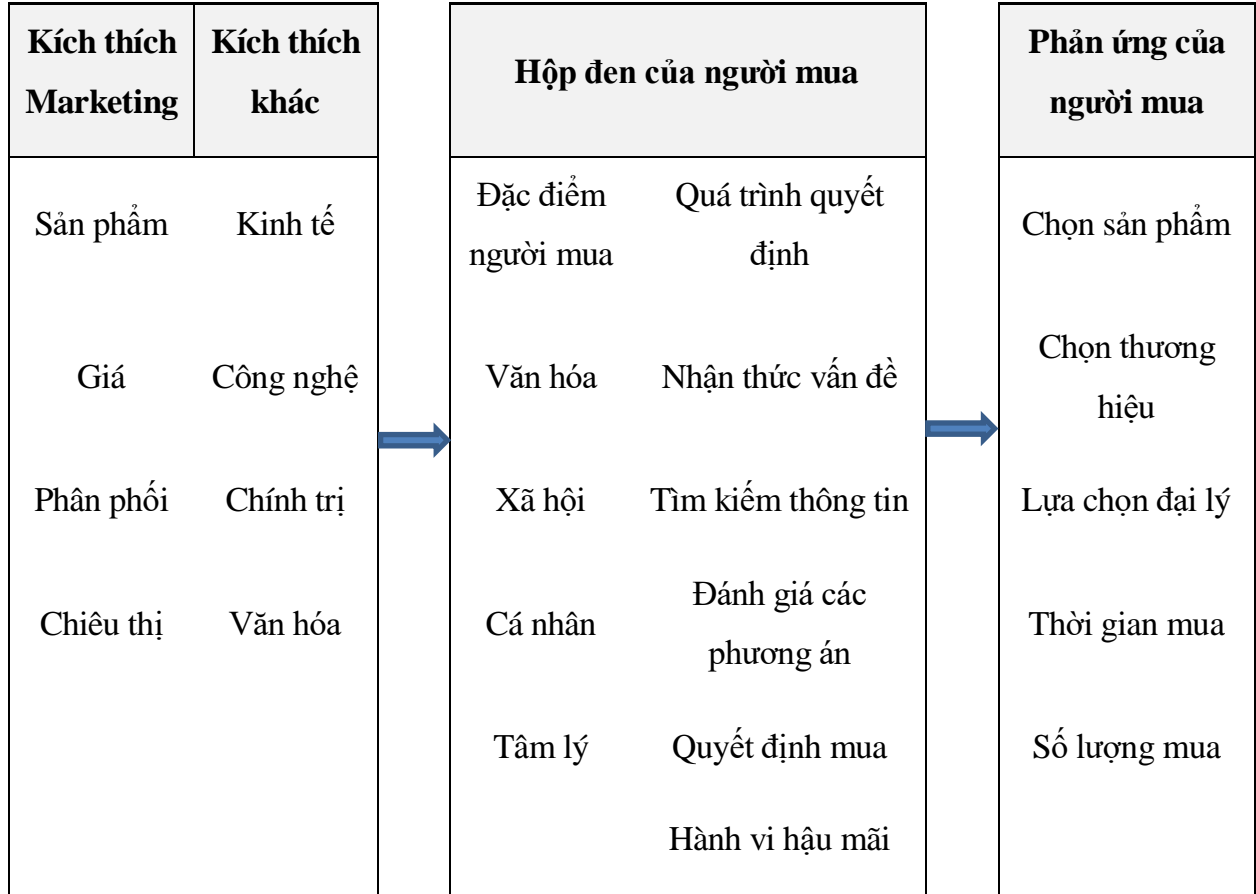 Kích thích
Marketing
Kích thích
khác
Sản phẩm
Kinh tế
Giá
Công nghệ
Phân phối
Chính trị
Chiêu thị
Văn hóa
Hộp đen của người mua
Đặc điểm
người mua
Quá trình quyết
định
Văn hóa
Nhận thức vấn đề
Xã hội
Tìm kiếm thông tin
Cá nhân
Đánh giá các
phương án
Tâm lý
Quyết định mua
Hành vi hậu mãi
Phản ứng của
người mua
Chọn sản phẩm
Chọn thương
hiệu
Lựa chọn đại lý
Thời gian mua
Số lượng mua